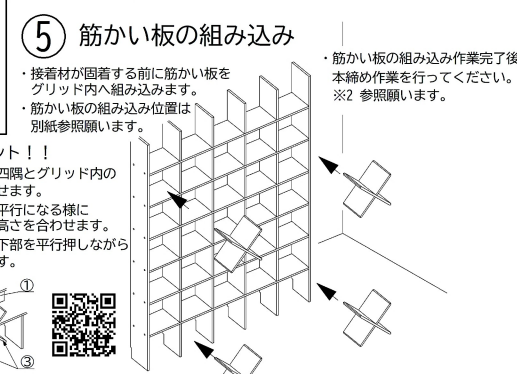 ⑤ 筋かい板の組み込み
・接着材が固着する前に筋かい板を
グリッド内へ組み込みます。
・筋かい板の組み込み位置は
別紙参照願います。
・筋かい板の組み込み作業完了後
本締め作業を行ってください。
※2 参照願います。
ント！！
四隅とグリッド内の
せます。
平行になる様に
高さを合わせます。
下部を平行押しながら
す。
①
③